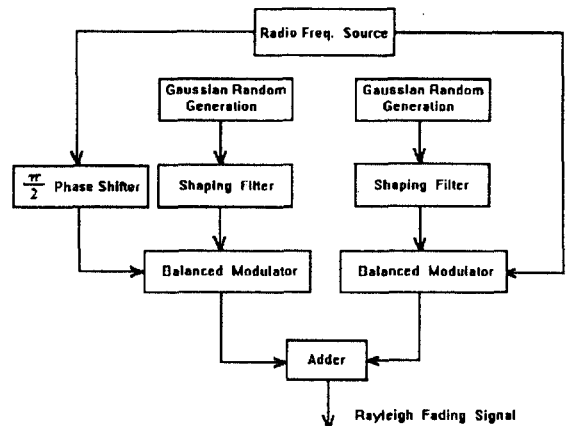 Radio Freq. Source
Gaussian Random
Generation
Gaussian Random
Generation
π/2 Phase Shifter
Shaping Filter
Shaping Filter
Balanced Modulator
Balanced Modulator
Adder
Rayleigh Fading Signal